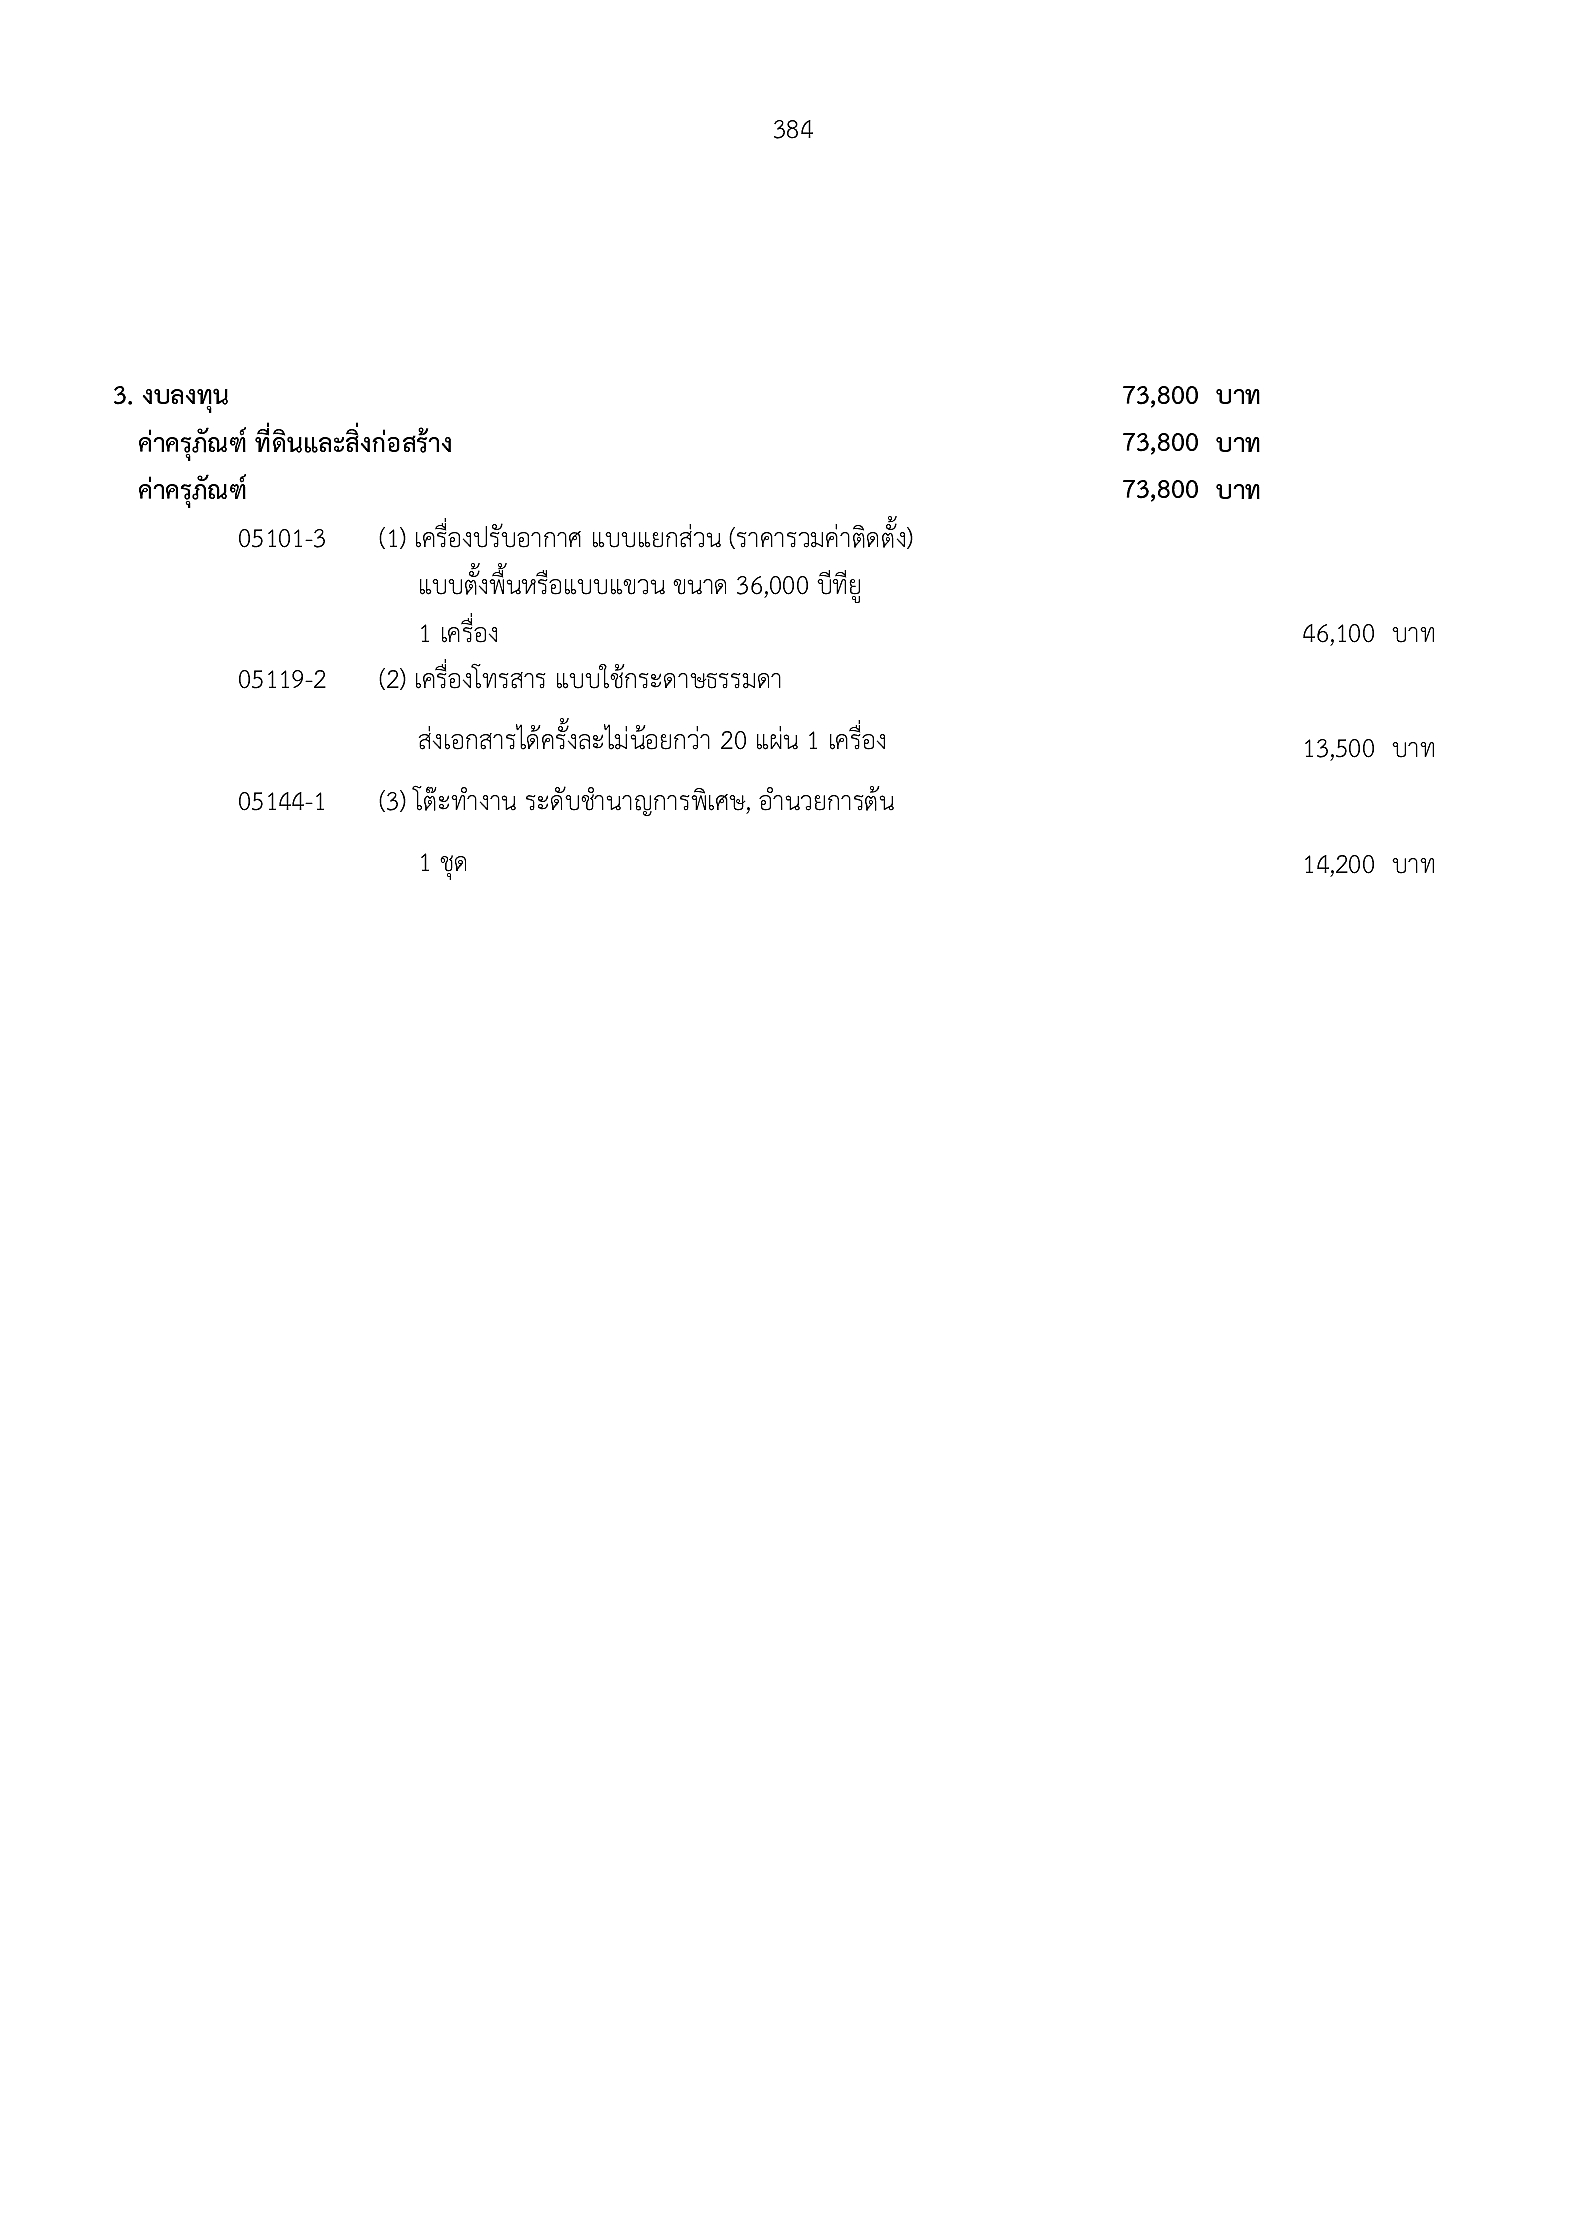 384
3. งบลงทุน 73,800 บาท
ค่าครุภัณฑ์ ที่ดินและสิ่งก่อสร้าง 73,800 บาท
ค่าครุภัณฑ์ 73,800 บาท
05101-3 (1) เครื่องปรับอากาศ แบบแยกส่วน (ราคารวมค่าติดตั้ง)
แบบตั้งพื้นหรือแบบแขวน ขนาด 36,000 บีทียู
1 เครื่อง 46,100 บาท
05119-2 (2) เครื่องโทรสาร แบบใช้กระดาษธรรมดา
ส่งเอกสารได้ครั้งละไม่น้อยกว่า 20 แผ่น 1 เครื่อง 13,500 บาท
05144-1 (3) โต๊ะทำงาน ระดับชำนาญการพิเศษ, อำนวยการต้น
1 ชุด 14,200 บาท